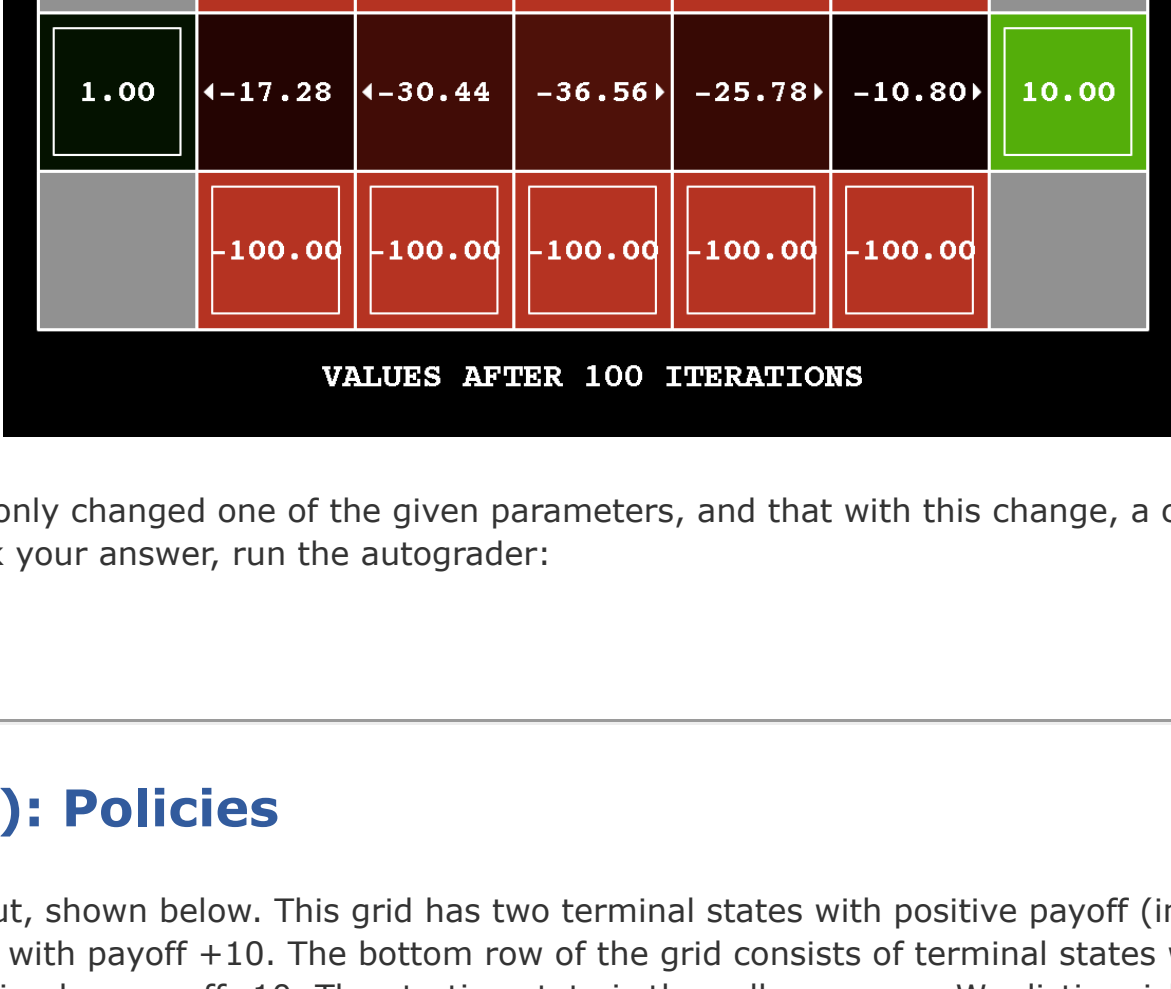 1.00 -17.28 -30.44 -36.56 -25.78 -10.80 10.00
-100.00 -100.00 -100.00 -100.00 -100.00
VALUES AFTER 100 ITERATIONS
only changed one of the given parameters, and that with this change, a
your answer, run the autograder:
): Policies
shown below. This grid has two terminal states with positive payoff
with payoff +10. The bottom row of the grid consists of terminal states